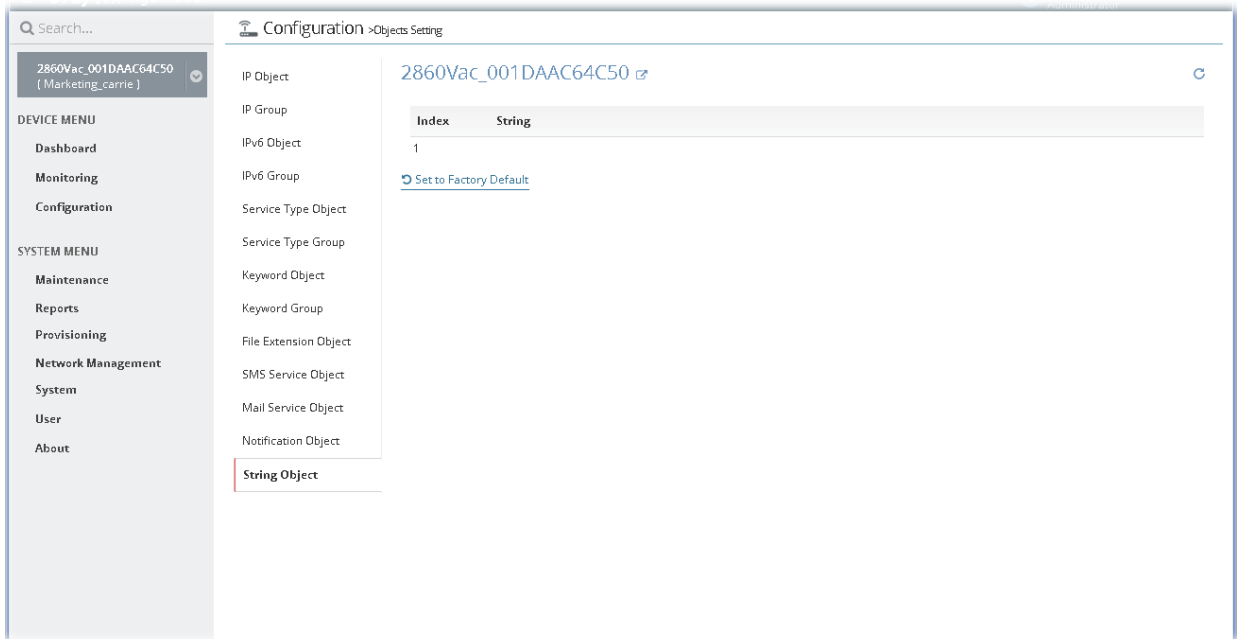 Administrator
Search...
Configuration >Objects Setting
2860Vac_001DAAC64C50
( Marketing_carrie )
DEVICE MENU
Dashboard
Monitoring
Configuration
SYSTEM MENU
Maintenance
Reports
Provisioning
Network Management
System
User
About
IP Object
IP Group
IPv6 Object
IPv6 Group
Service Type Object
Service Type Group
Keyword Object
Keyword Group
File Extension Object
SMS Service Object
Mail Service Object
Notification Object
String Object
2860Vac_001DAAC64C50
Index String
1
Set to Factory Default